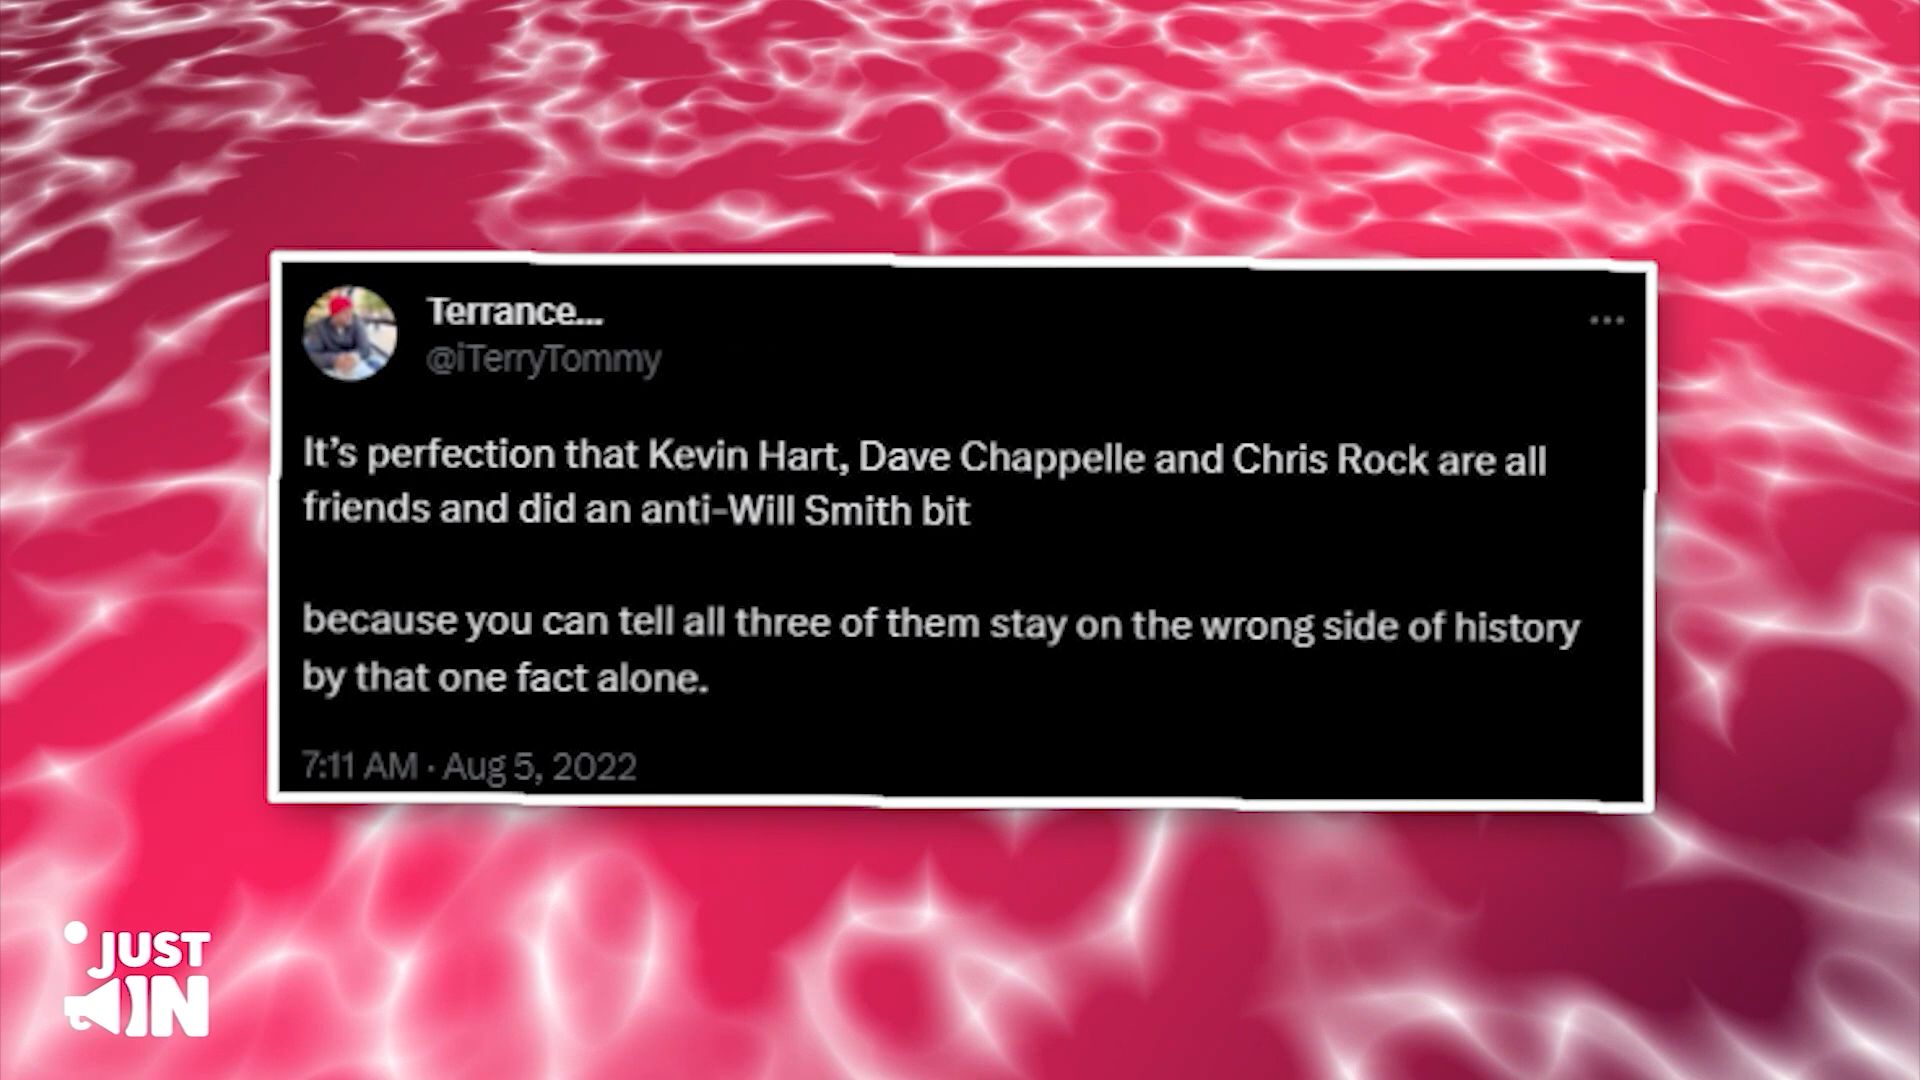 Terrance...
@iTerryTommy
It's perfection that Kevin Hart, Dave Chappelle and Chris Rock are all
friends and did an anti-Will Smith bit
because you can tell all three of them stay on the wrong side of history
by that one fact alone.
7:11 AM · Aug 5, 2022
JUST
IN